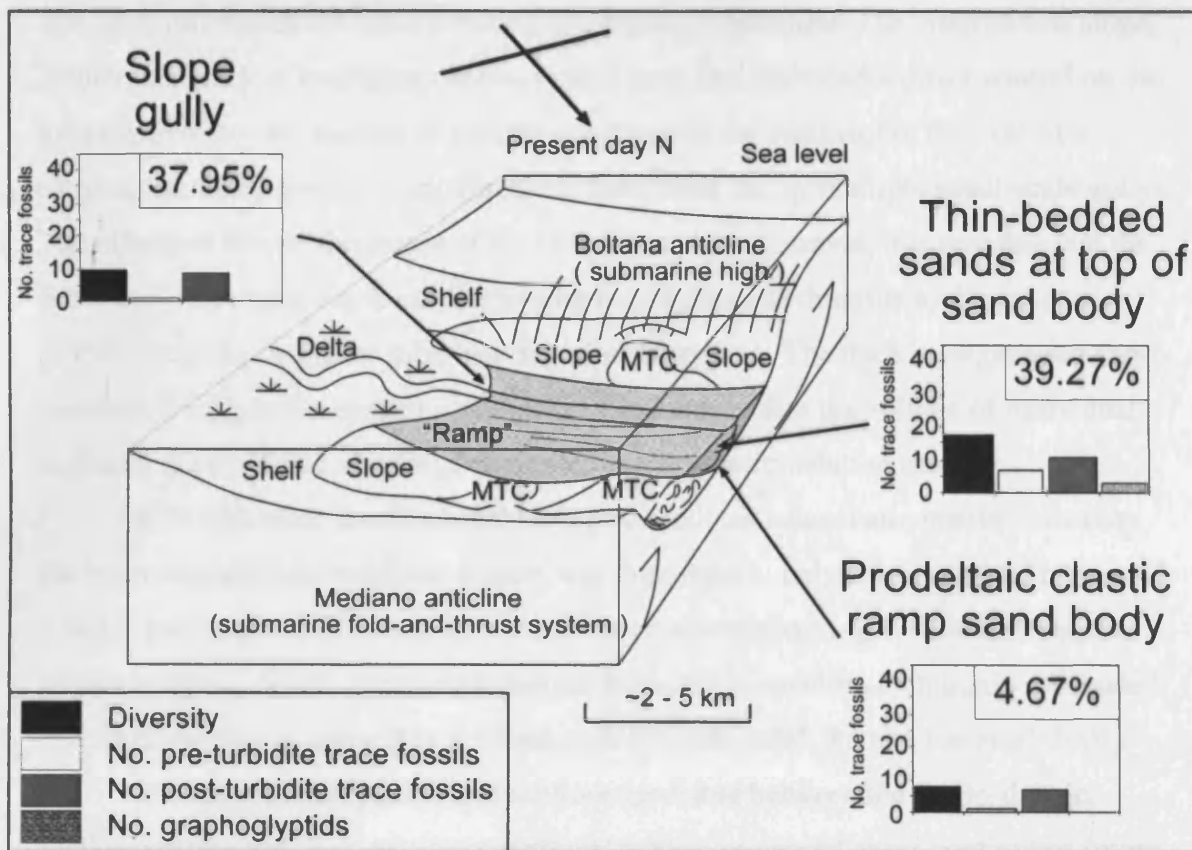 Slope
gully
No. trace fossils
40
30
20
10
0
37.95%
Present day N
Sea level
Boltaña anticline
( submarine high )
Shelf
Delta
Slope
MTC
Slope
"Ramp"
Shelf
Slope
MTC
MTC
Mediano anticline
(submarine fold-and-thrust system )
~2 - 5 km
Thin-bedded
sands at top of
sand body
No. trace fossils
40
30
20
10
0
39.27%
Prodeltaic clastic
ramp sand body
No. trace fossils
40
30
20
10
0
4.67%
Diversity
No. pre-turbidite trace fossils
No. post-turbidite trace fossils
No. graphoglyptids